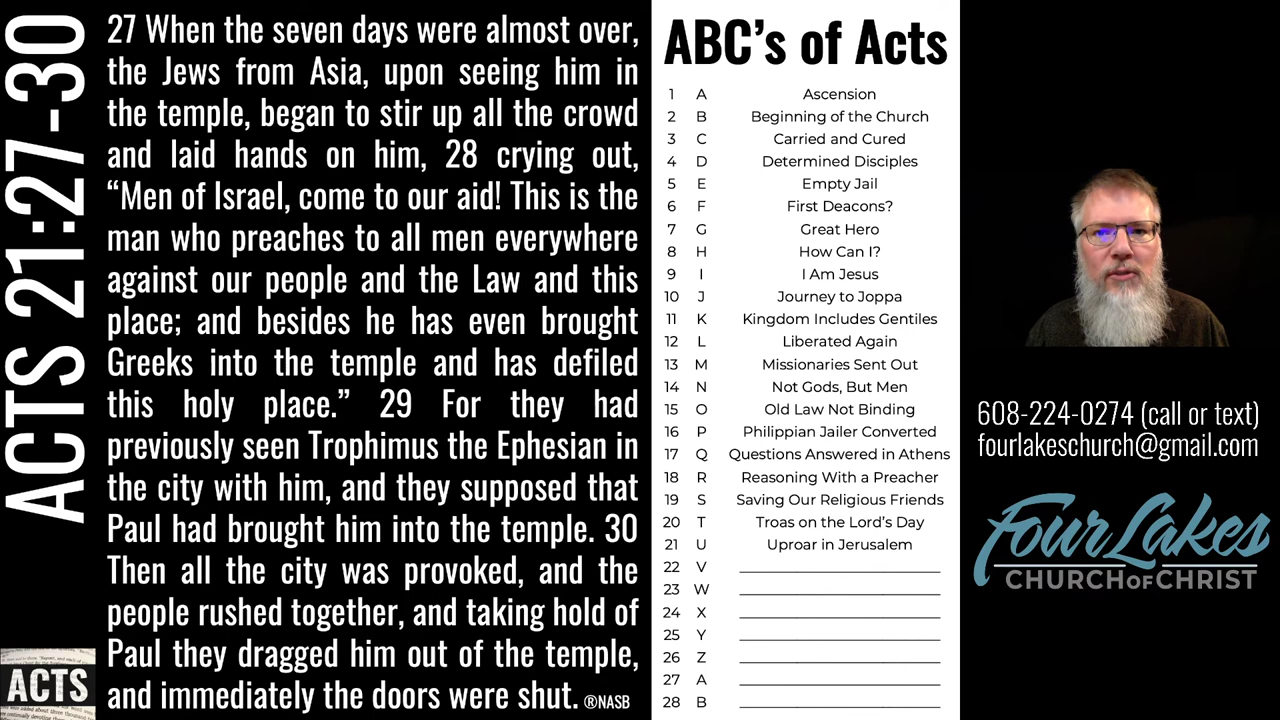 ACTS 21:27-30
27 When the seven days were almost over,
the Jews from Asia, upon seeing him in
the temple, began to stir up all the crowd
and laid hands on him, 28 crying out,
“Men of Israel, come to our aid! This is the
man who preaches to all men everywhere
against our people and the Law and this
place; and besides he has even brought
Greeks into the temple and has defiled
this holy place.” 29 For they had
previously seen Trophimus the Ephesian in
the city with him, and they supposed that
Paul had brought him into the temple. 30
Then all the city was provoked, and the
people rushed together, and taking hold of
Paul they dragged him out of the temple,
and immediately the doors were shut. ®NASB
ACTS
ABC’s of Acts
1 A Ascension
2 B Beginning of the Church
3 C Carried and Cured
4 D Determined Disciples
5 E Empty Jail
6 F First Deacons?
7 G Great Hero
8 H How Can I?
9 I I Am Jesus
10 J Journey to Joppa
11 K Kingdom Includes Gentiles
12 L Liberated Again
13 M Missionaries Sent Out
14 N Not Gods, But Men
15 O Old Law Not Binding
16 P Philippian Jailer Converted
17 Q Questions Answered in Athens
18 R Reasoning With a Preacher
19 S Saving Our Religious Friends
20 T Troas on the Lord’s Day
21 U Uproar in Jerusalem
22 V
23 W
24 X
25 Y
26 Z
27 A
28 B
608-224-0274 (call or text)
fourlakeschurch@gmail.com
Four Lakes
CHURCH OF CHRIST